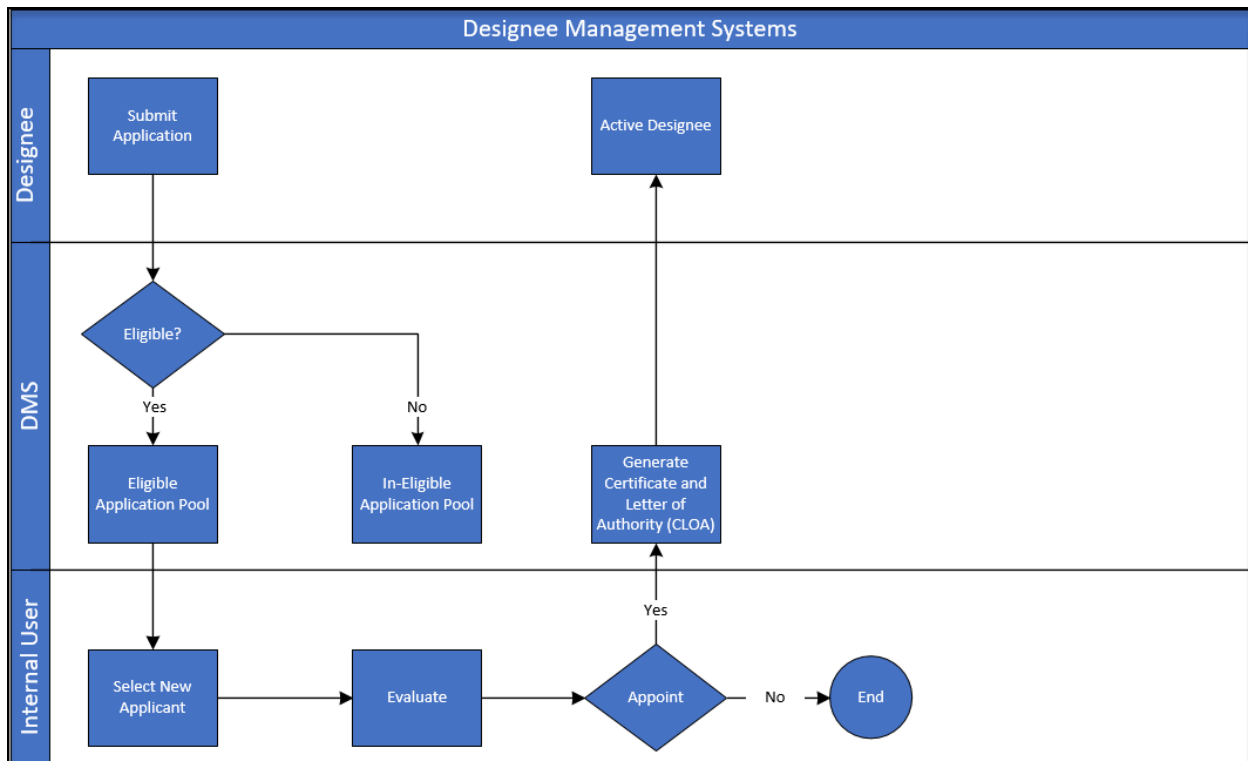 Designee Management Systems
Designee
Submit
Application
Active Designee
DMS
Eligible?
Yes
No
Eligible
Application Pool
In-Eligible
Application Pool
Generate
Certificate and
Letter of
Authority (CLOA)
Internal User
Yes
Select New
Applicant
Evaluate
Appoint
No
End